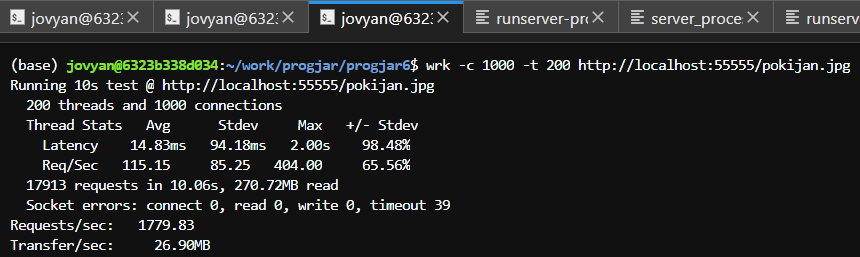 jovyan@6323 jovyan@6323 jovyan@6323 runserver-pro server_proces runserv
(base) jovyan@6323b338d034:~/work/progjar/progjar6$ wrk -c 1000 -t 200 http://localhost:55555/pokijan.jpg
Running 10s test @ http://localhost:55555/pokijan.jpg
  200 threads and 1000 connections
  Thread Stats   Avg      Stdev     Max   +/- Stdev
    Latency    14.83ms   94.18ms   2.00s    98.48%
    Req/Sec   115.15     85.25   404.00     65.56%
  17913 requests in 10.06s, 270.72MB read
  Socket errors: connect 0, read 0, write 0, timeout 39
Requests/sec:   1779.83
Transfer/sec:     26.90MB